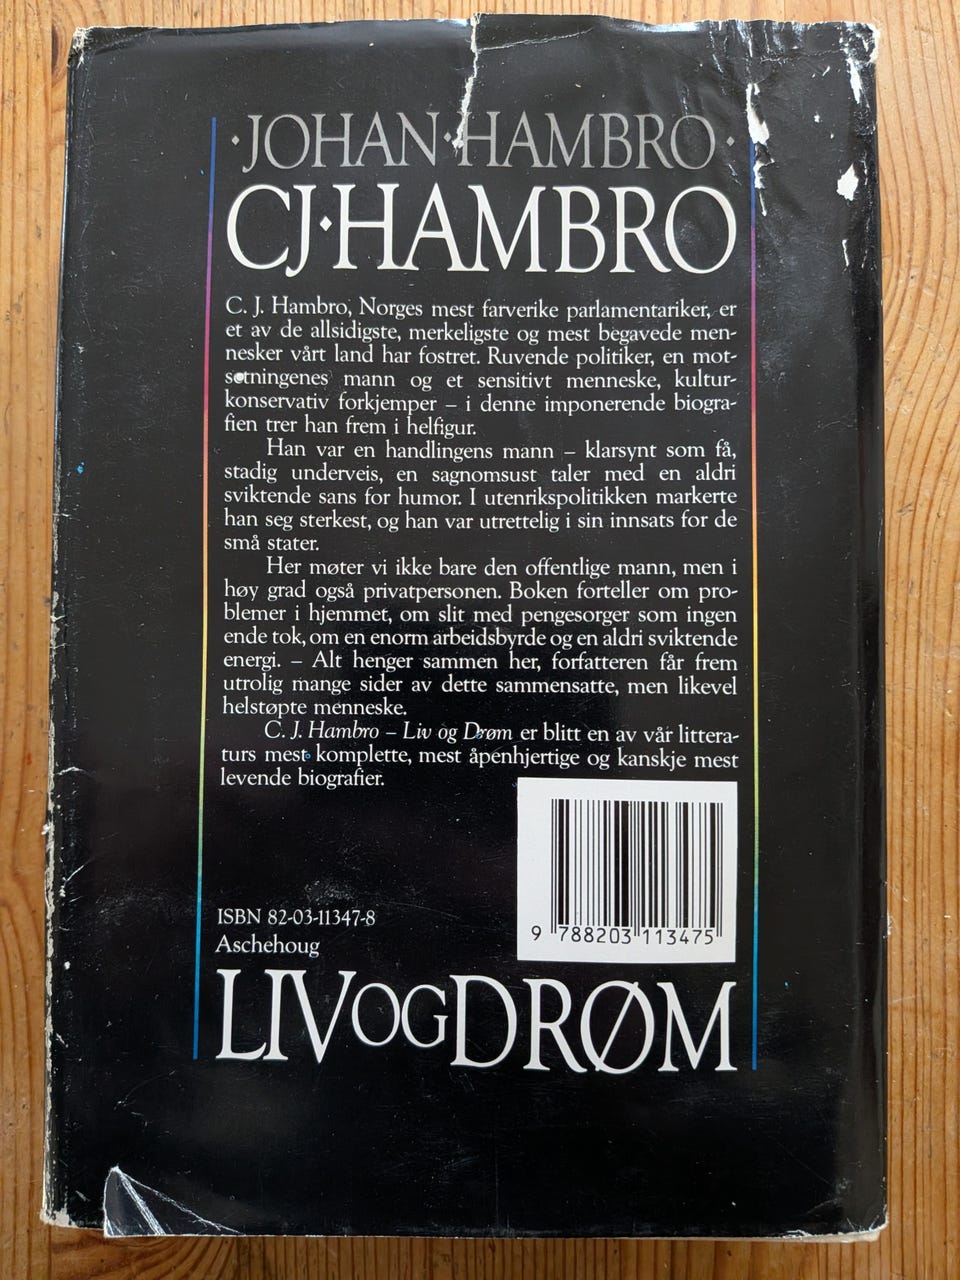 ·JOHAN·HAMBRO·
CJ·HAMBRO
C. J. Hambro, Norges mest farverike parlamentariker, er
et av de allsidigste, merkeligste og mest begavede men-
nesker vårt land har fostret. Ruvende politiker, en mot-
setningenes mann og et sensitivt menneske, kultur-
konservativ forkjemper – i denne imponerende biogra-
fien trer han frem i helfigur.
Han var en handlingens mann – klarsynt som få,
stadig underveis, en sagnomsust taler med en aldri
sviktende sans for humor. I utenrikspolitikken markerte
han seg sterkest, og han var utrettelig i sin innsats for de
små stater.
Her møter vi ikke bare den offentlige mann, men i
høy grad også privatpersonen. Boken forteller om pro-
blemer i hjemmet, om slit med pengesorger som ingen
ende tok, om en enorm arbeidsbyrde og en aldri sviktende
energi. – Alt henger sammen her, forfatteren får frem
utrolig mange sider av dette sammensatte, men likevel
helstøpte menneske.
C. J. Hambro – Liv og Drøm er blitt en av vår littera-
turs mest komplette, mest åpenhjertige og kanskje mest
levende biografier.
ISBN 82-03-11347-8
Aschehoug
9 788203 113475
LIV OG DRØM